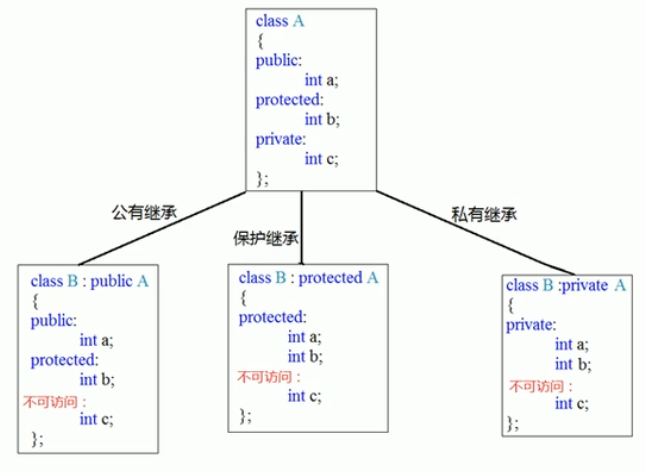 class A
{
public:
int a;
protected:
int b;
private:
int c;
};
公有继承
保护继承
私有继承
class B : public A
{
public:
int a;
protected:
int b;
不可访问：
int c;
};
class B : protected A
{
protected:
int a;
int b;
不可访问：
int c;
};
class B :private A
{
private:
int a;
int b;
不可访问：
int c;
};